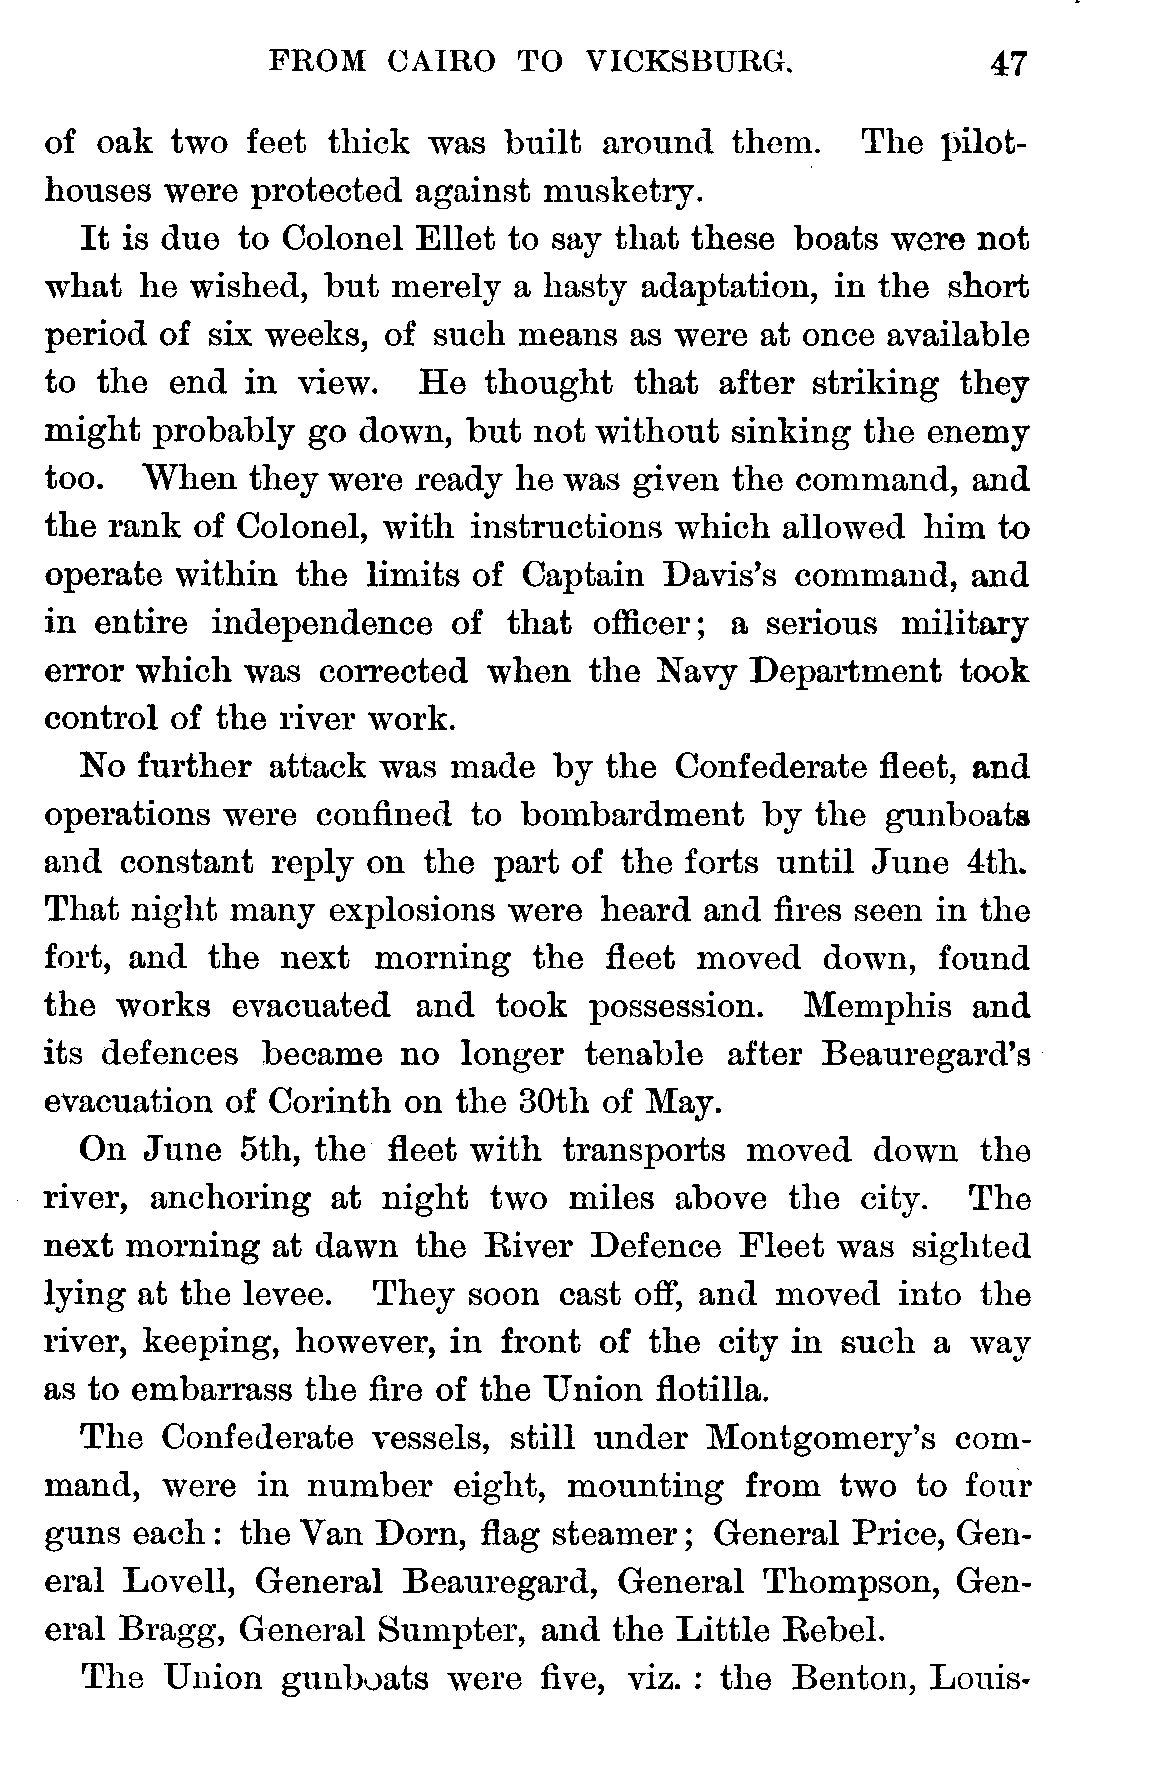 FROM CAIRO TO VICKSBURG. 47
of oak two feet thick was built around them. The pilot-
houses were protected against musketry.
It is due to Colonel Ellet to say that these boats were not
what he wished, but merely a hasty adaptation, in the short
period of six weeks, of such means as were at once available
to the end in view. He thought that after striking they
might probably go down, but not without sinking the enemy
too. When they were ready he was given the command, and
the rank of Colonel, with instructions which allowed him to
operate within the limits of Captain Davis's command, and
in entire independence of that officer; a serious military
error which was corrected when the Navy Department took
control of the river work.
No further attack was made by the Confederate fleet, and
operations were confined to bombardment by the gunboats
and constant reply on the part of the forts until June 4th.
That night many explosions were heard and fires seen in the
fort, and the next morning the fleet moved down, found
the works evacuated and took possession. Memphis and
its defences became no longer tenable after Beauregard's
evacuation of Corinth on the 30th of May.
On June 5th, the fleet with transports moved down the
river, anchoring at night two miles above the city. The
next morning at dawn the River Defence Fleet was sighted
lying at the levee. They soon cast off, and moved into the
river, keeping, however, in front of the city in such a way
as to embarrass the fire of the Union flotilla.
The Confederate vessels, still under Montgomery's com-
mand, were in number eight, mounting from two to four
guns each: the Van Dorn, flag steamer; General Price, Gen-
eral Lovell, General Beauregard, General Thompson, Gen-
eral Bragg, General Sumpter, and the Little Rebel.
The Union gunboats were five, viz.: the Benton, Louis-